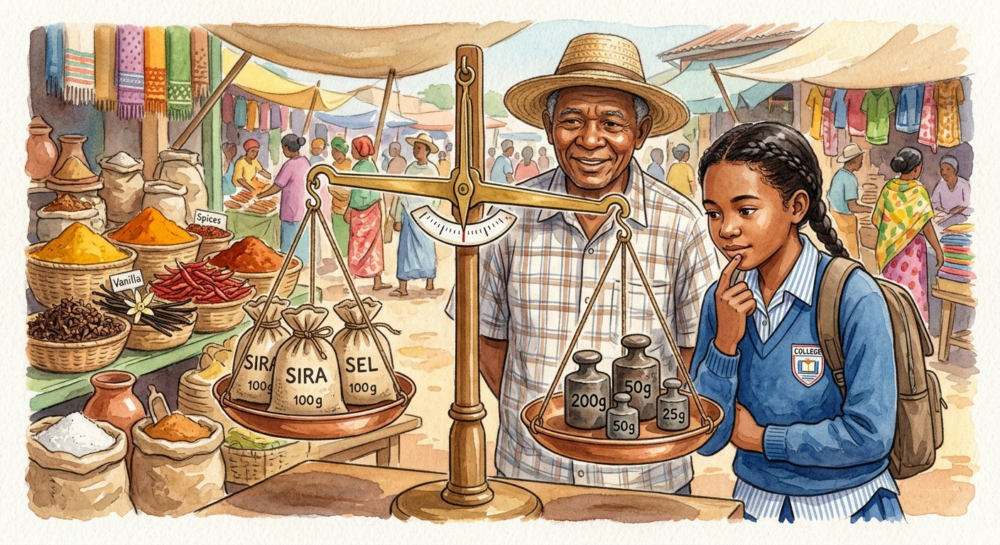 Spices
Vanilla
SIRA
100g
SIRA
100g
SEL
100g
200g
50g
50g
25g
COLLEGE